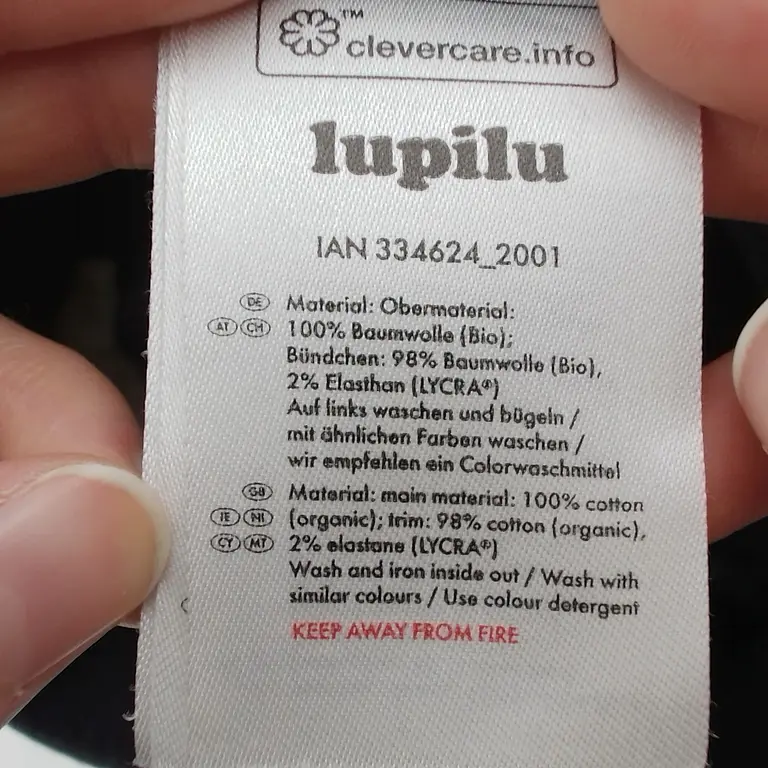 ™
clevercare.info
lupilu
IAN 334624_2001
DE Material: Obermaterial:
AT CH 100% Baumwolle (Bio);
Bündchen: 98% Baumwolle (Bio),
2% Elasthan (LYCRA®)
Auf links waschen und bügeln /
mit ähnlichen Farben waschen /
wir empfehlen ein Colorwaschmittel
GB Material: main material: 100% cotton
IE NI (organic); trim: 98% cotton (organic),
CY MT 2% elastane (LYCRA®)
Wash and iron inside out / Wash with
similar colours / Use colour detergent
KEEP AWAY FROM FIRE